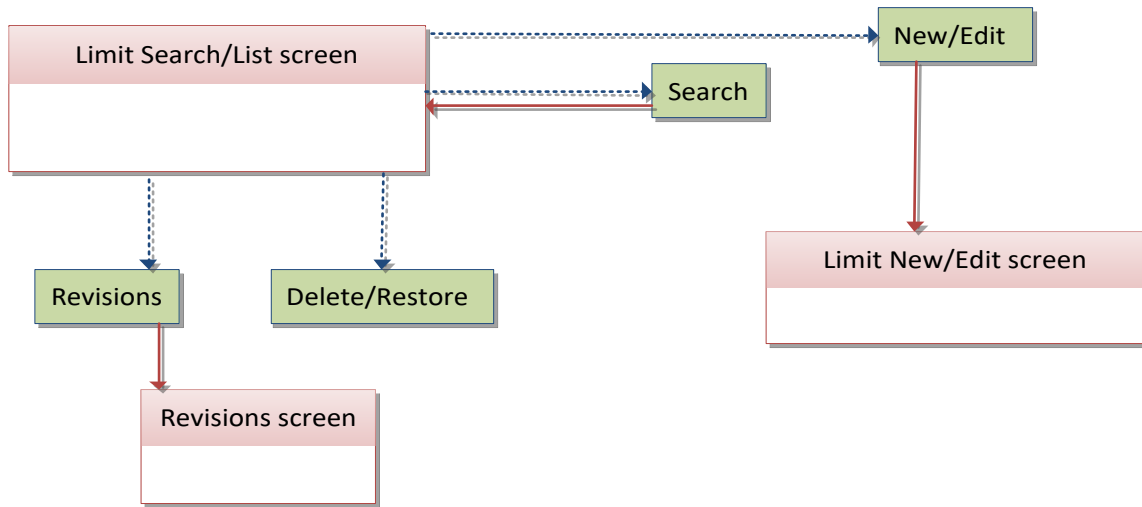 Limit Search/List screen
New/Edit
Search
Limit New/Edit screen
Revisions
Delete/Restore
Revisions screen